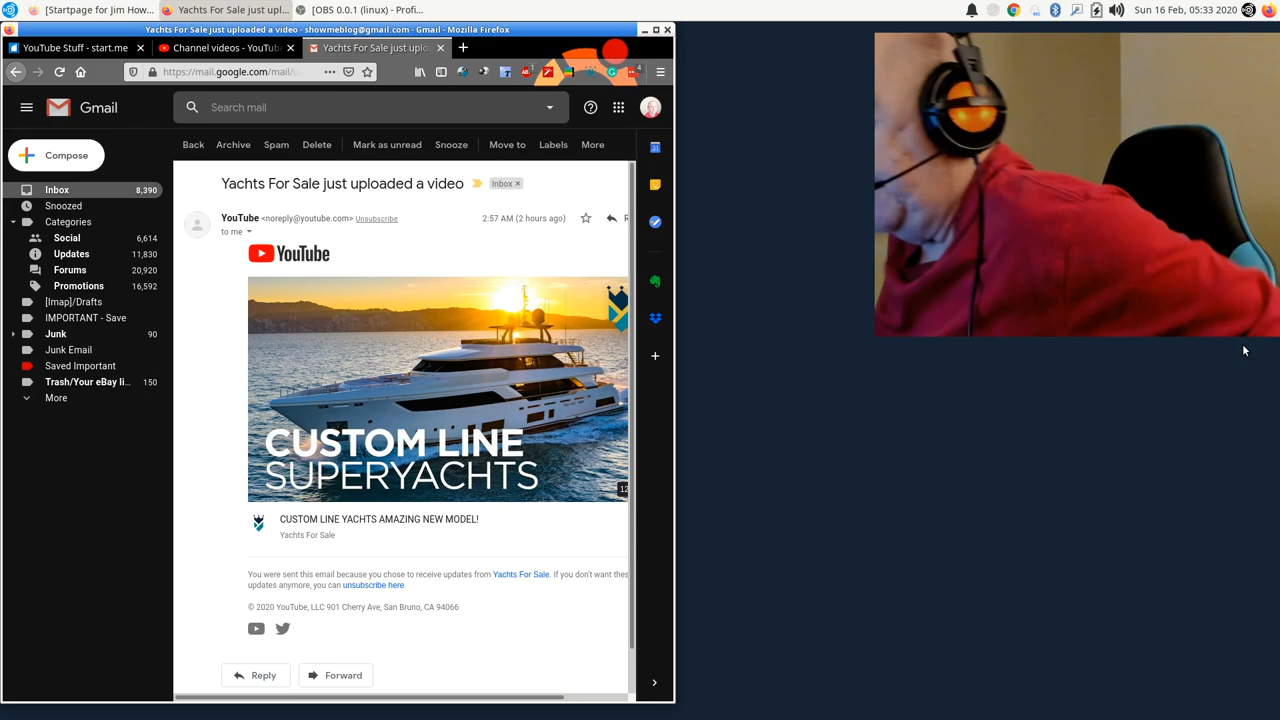 [Startpage for Jim How...
Yachts For Sale just upl...
[OBS 0.0.1 (linux) - Profi...
Sun 16 Feb, 05:33 2020
Yachts For Sale just uploaded a video - showmeblog@gmail.com - Gmail - Mozilla Firefox
YouTube Stuff - start.me
Channel videos - YouTub
Yachts For Sale just uplo
https://mail.google.com/mail/u
Gmail
Search mail
Compose
Back
Archive
Spam
Delete
Mark as unread
Snooze
Move to
Labels
More
Inbox 8,390
Snoozed
Categories
Social 6,614
Updates 11,830
Forums 20,920
Promotions 16,592
[Imap]/Drafts
IMPORTANT - Save
Junk 90
Junk Email
Saved Important
Trash/Your eBay li... 150
More
Yachts For Sale just uploaded a video
Inbox x
YouTube <noreply@youtube.com> Unsubscribe
2:57 AM (2 hours ago)
R
to me
YouTube
CUSTOM LINE
SUPERYACHTS
12
CUSTOM LINE YACHTS AMAZING NEW MODEL!
Yachts For Sale
You were sent this email because you chose to receive updates from Yachts For Sale. If you don't want thes
updates anymore, you can unsubscribe here.
© 2020 YouTube, LLC 901 Cherry Ave, San Bruno, CA 94066
Reply
Forward